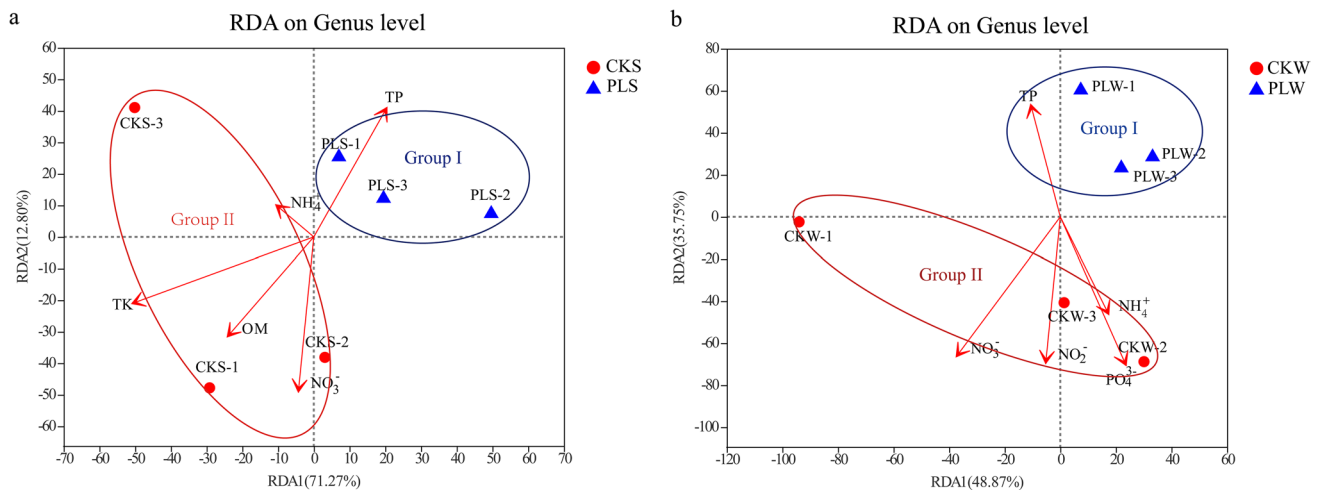 a
RDA on Genus level
CKS
PLS
60
50
40
30
20
10
0
-10
-20
-30
-40
-50
-60
RDA2(12.80%)
CKS-3
TP
PLS-1
Group I
PLS-3
PLS-2
NH₄⁺
Group II
TK
OM
CKS-2
CKS-1
NO₃⁻
-70 -60 -50 -40 -30 -20 -10 0 10 20 30 40 50 60 70
RDA1(71.27%)
b
RDA on Genus level
CKW
PLW
80
60
40
20
0
-20
-40
-60
-80
-100
RDA2(35.75%)
TP
PLW-1
Group I
PLW-2
PLW-3
CKW-1
Group II
NH₄⁺
CKW-3
NO₃⁻
NO₂⁻
CKW-2
PO₄³⁻
-120 -100 -80 -60 -40 -20 0 20 40 60
RDA1(48.87%)